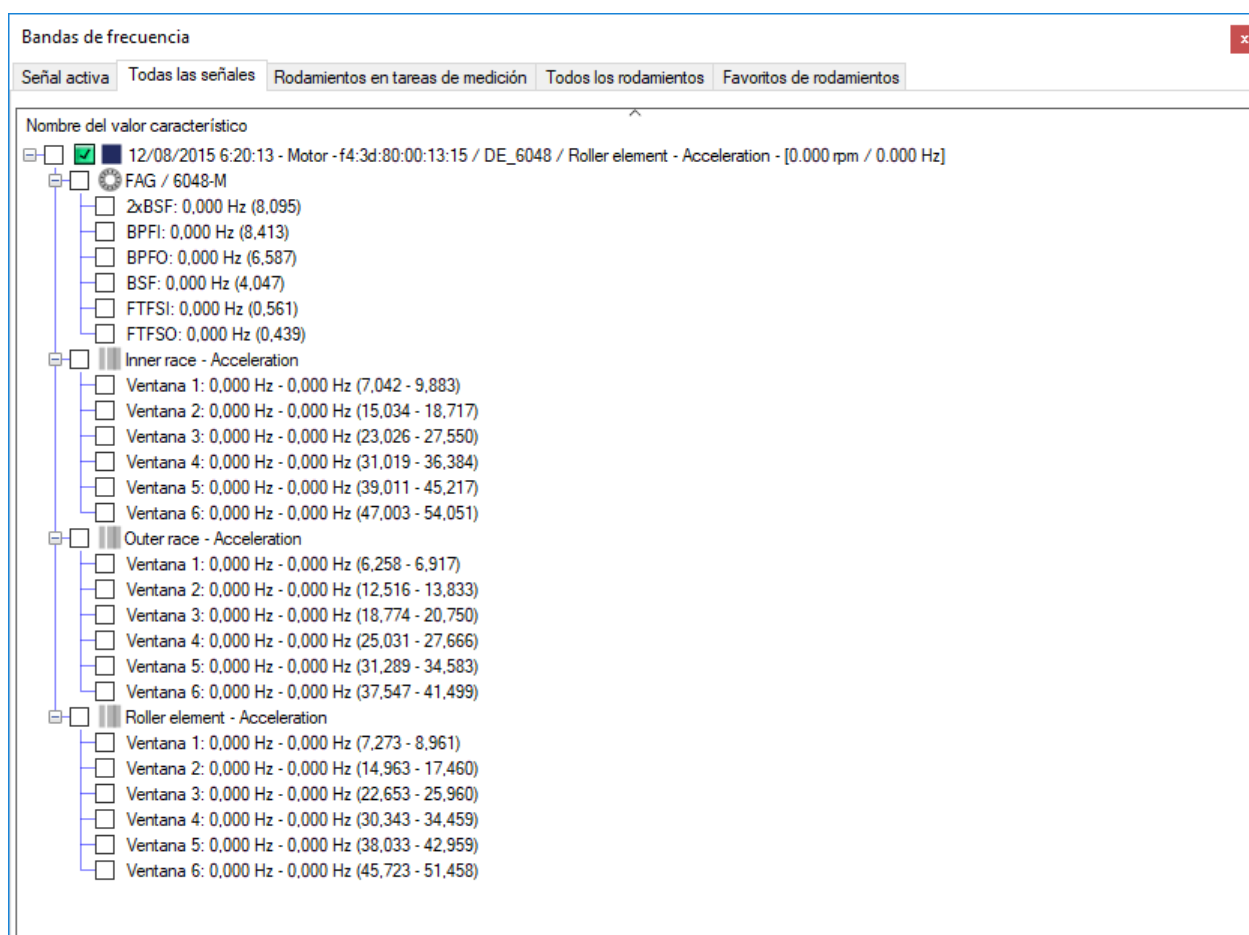 Bandas de frecuencia
x
Señal activa Todas las señales Rodamientos en tareas de medición Todos los rodamientos Favoritos de rodamientos
Nombre del valor característico
12/08/2015 6:20:13 - Motor -f4:3d:80:00:13:15 / DE_6048 / Roller element - Acceleration - [0.000 rpm / 0.000 Hz]
FAG / 6048-M
2xBSF: 0,000 Hz (8,095)
BPFI: 0,000 Hz (8,413)
BPFO: 0,000 Hz (6,587)
BSF: 0,000 Hz (4,047)
FTFSI: 0,000 Hz (0,561)
FTFSO: 0,000 Hz (0,439)
Inner race - Acceleration
Ventana 1: 0,000 Hz - 0,000 Hz (7,042 - 9,883)
Ventana 2: 0,000 Hz - 0,000 Hz (15,034 - 18,717)
Ventana 3: 0,000 Hz - 0,000 Hz (23,026 - 27,550)
Ventana 4: 0,000 Hz - 0,000 Hz (31,019 - 36,384)
Ventana 5: 0,000 Hz - 0,000 Hz (39,011 - 45,217)
Ventana 6: 0,000 Hz - 0,000 Hz (47,003 - 54,051)
Outer race - Acceleration
Ventana 1: 0,000 Hz - 0,000 Hz (6,258 - 6,917)
Ventana 2: 0,000 Hz - 0,000 Hz (12,516 - 13,833)
Ventana 3: 0,000 Hz - 0,000 Hz (18,774 - 20,750)
Ventana 4: 0,000 Hz - 0,000 Hz (25,031 - 27,666)
Ventana 5: 0,000 Hz - 0,000 Hz (31,289 - 34,583)
Ventana 6: 0,000 Hz - 0,000 Hz (37,547 - 41,499)
Roller element - Acceleration
Ventana 1: 0,000 Hz - 0,000 Hz (7,273 - 8,961)
Ventana 2: 0,000 Hz - 0,000 Hz (14,963 - 17,460)
Ventana 3: 0,000 Hz - 0,000 Hz (22,653 - 25,960)
Ventana 4: 0,000 Hz - 0,000 Hz (30,343 - 34,459)
Ventana 5: 0,000 Hz - 0,000 Hz (38,033 - 42,959)
Ventana 6: 0,000 Hz - 0,000 Hz (45,723 - 51,458)